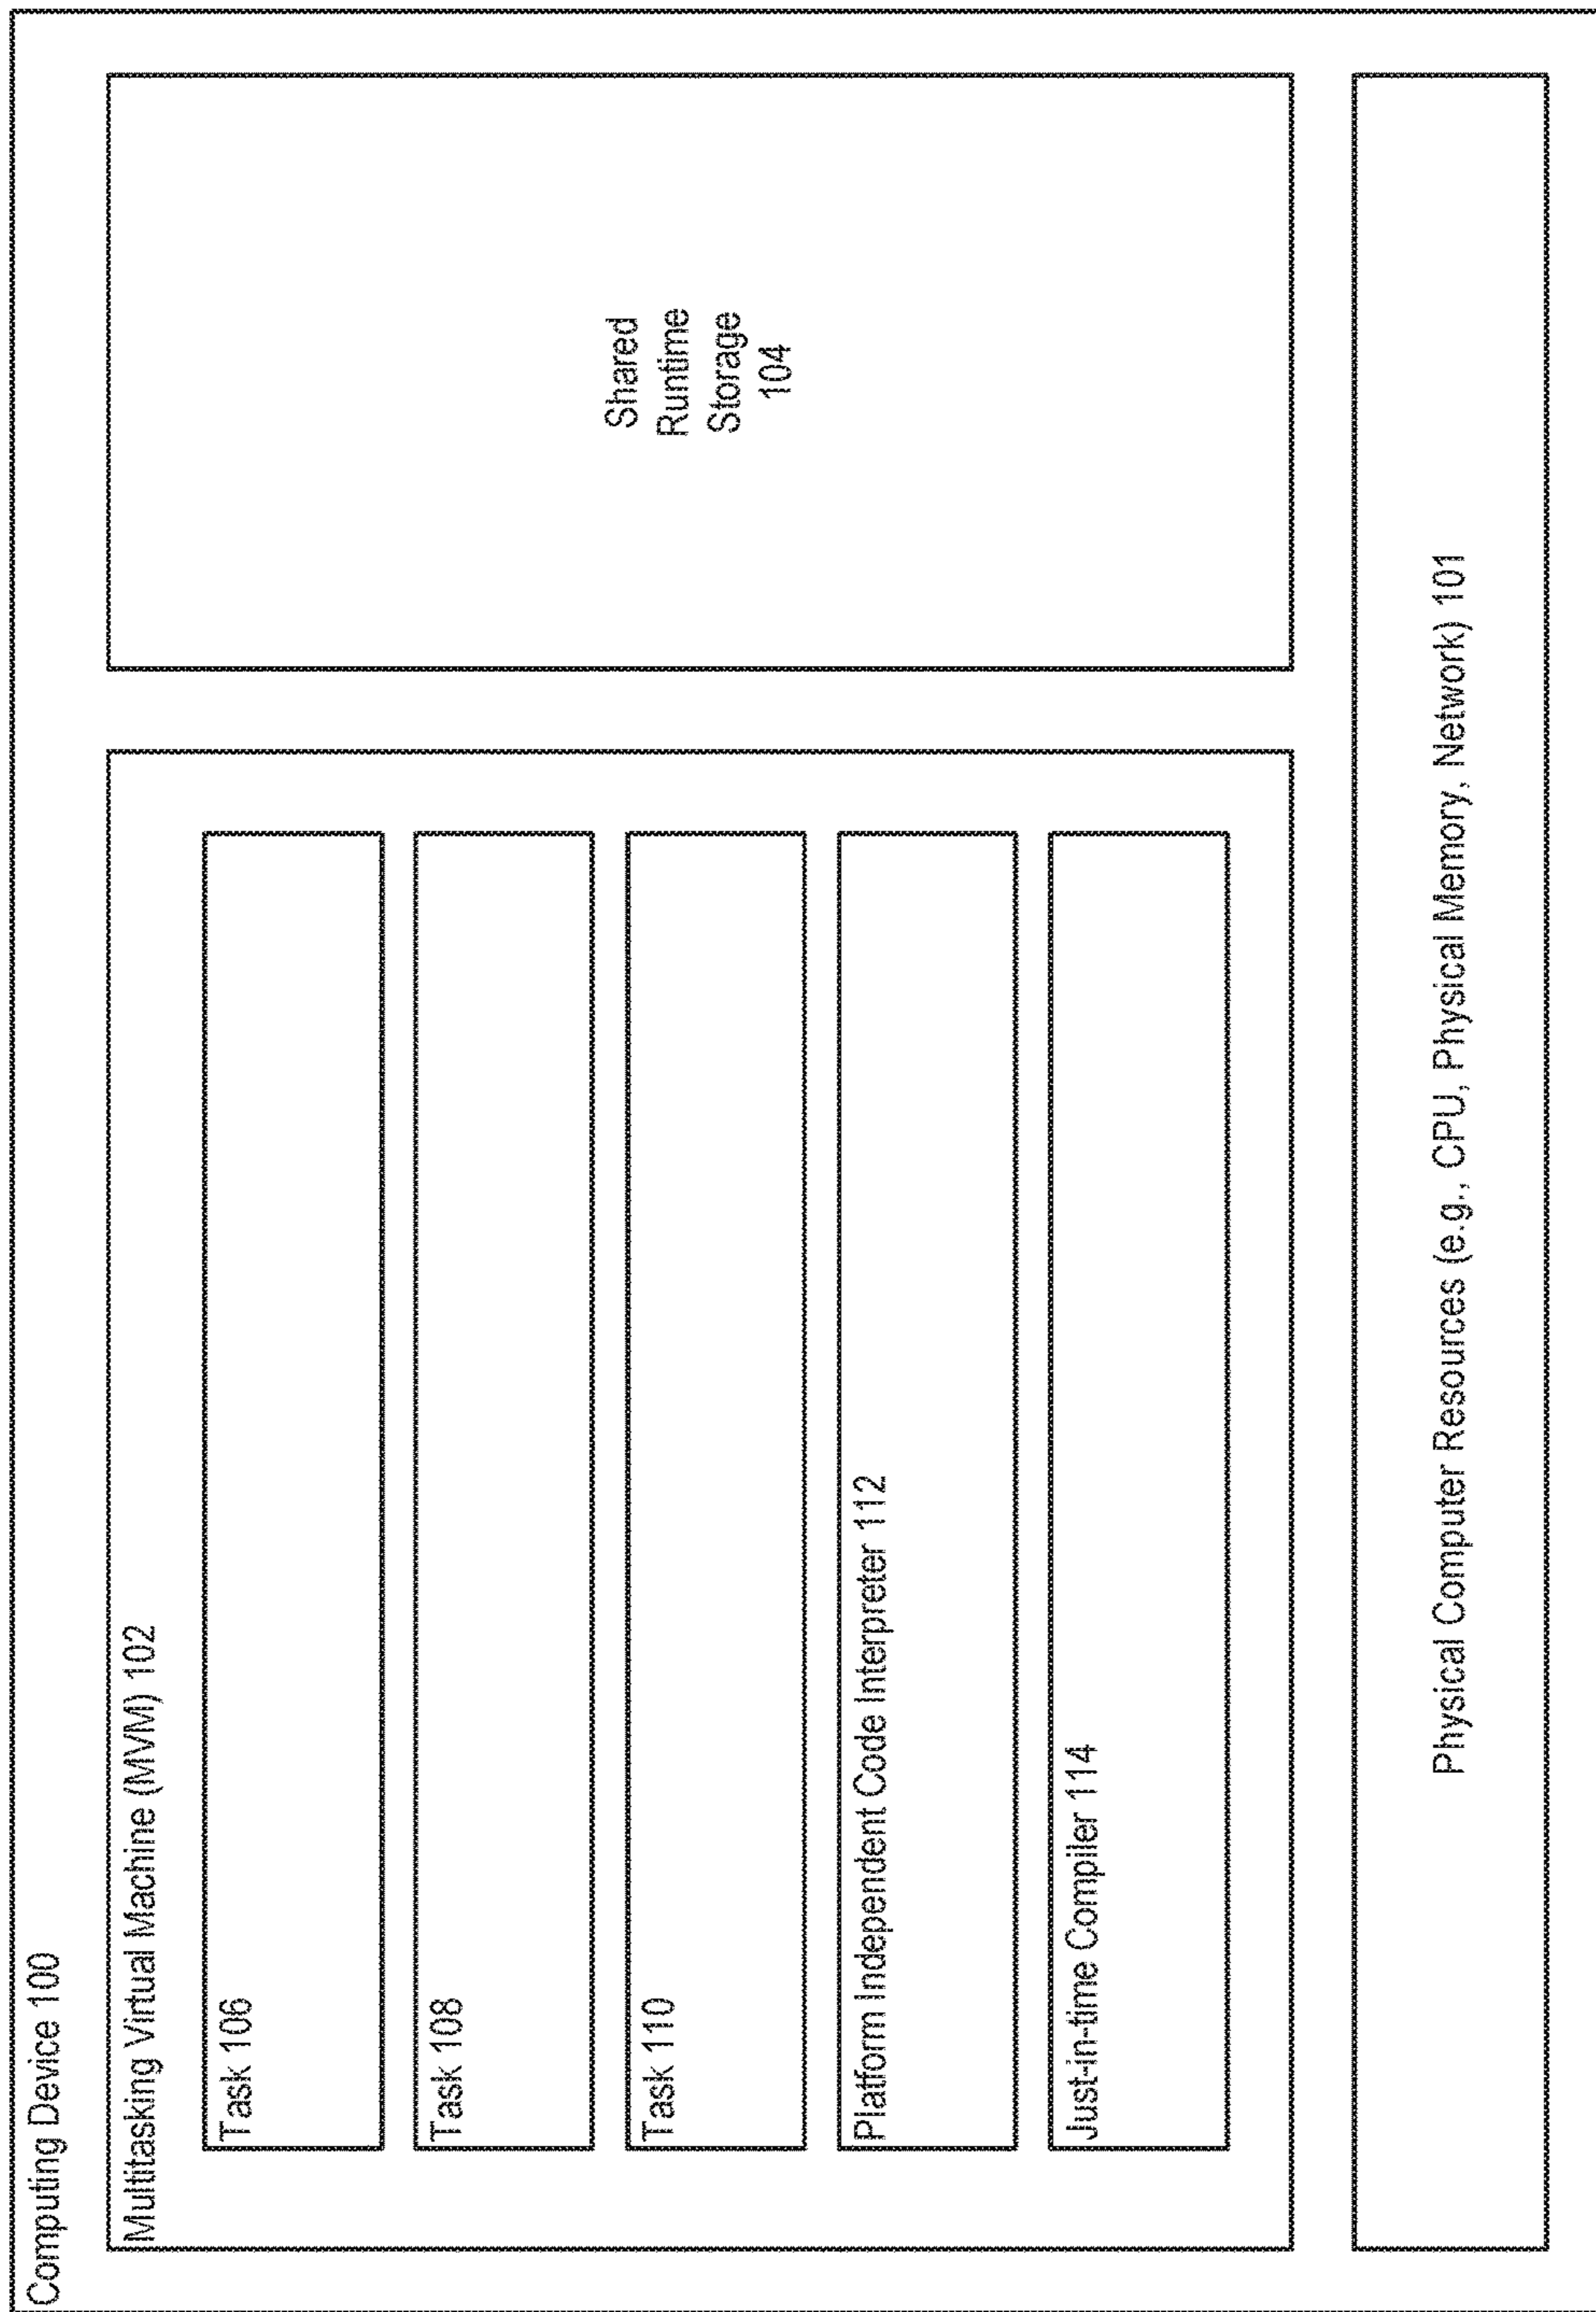 Computing Device 100
Multitasking Virtual Machine (MVM) 102
Task 106
Task 108
Task 110
Platform Independent Code Interpreter 112
Just-in-time Compiler 114
Shared
Runtime
Storage
104
Physical Computer Resources (e.g., CPU, Physical Memory, Network) 101